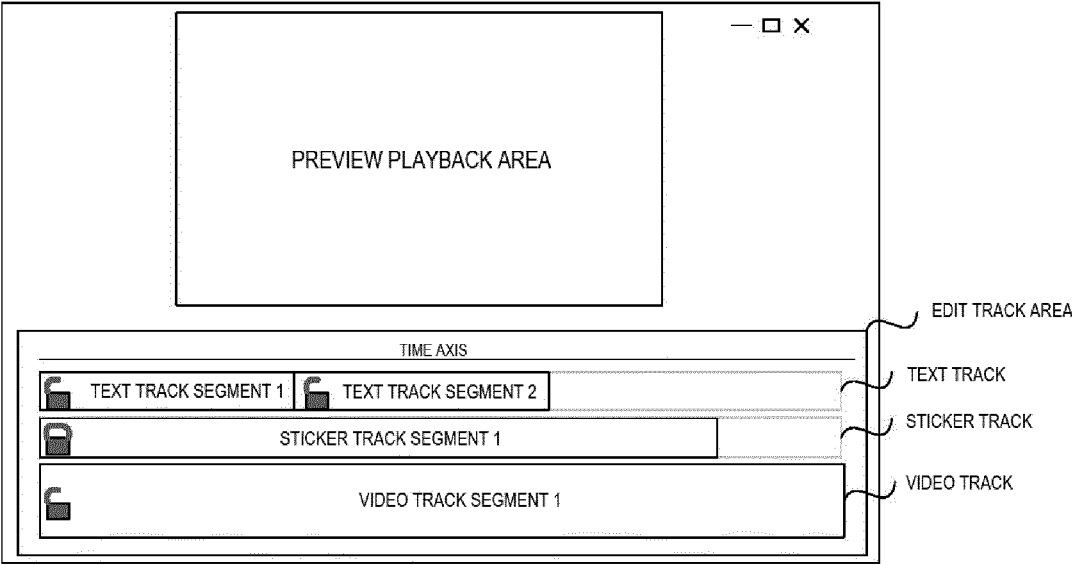 PREVIEW PLAYBACK AREA
EDIT TRACK AREA
TIME AXIS
TEXT TRACK SEGMENT 1
TEXT TRACK SEGMENT 2
TEXT TRACK
STICKER TRACK SEGMENT 1
STICKER TRACK
VIDEO TRACK SEGMENT 1
VIDEO TRACK